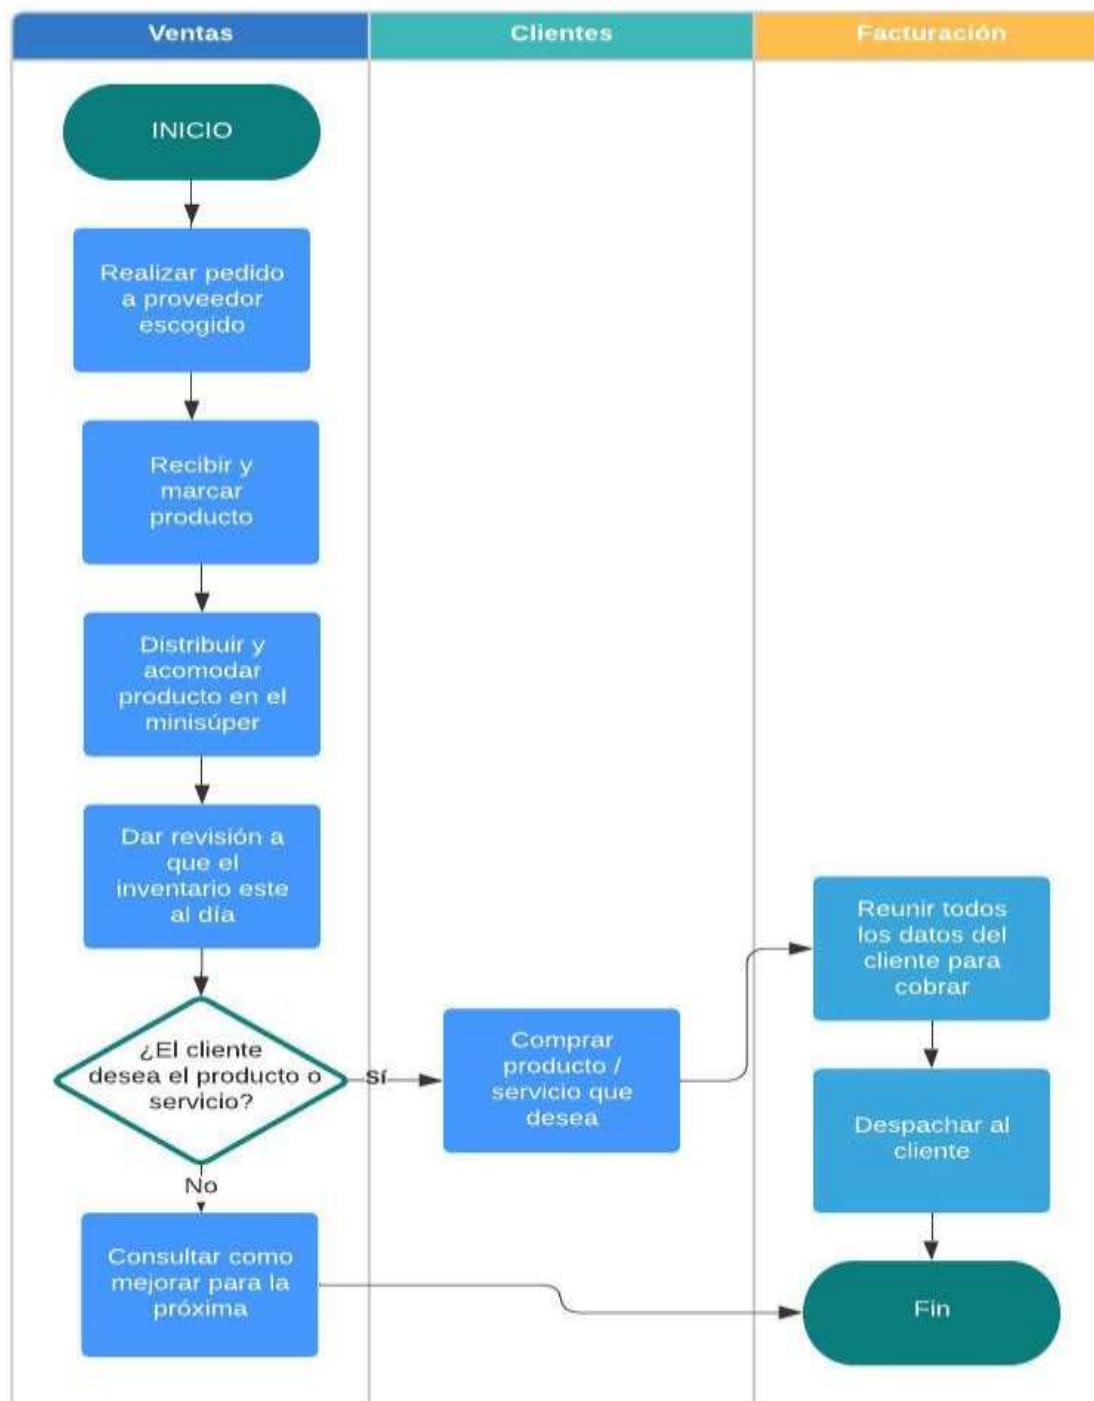 Ventas
Clientes
Facturación
INICIO
Realizar pedido
a proveedor
escogido
Recibir y
marcar
producto
Distribuir y
acomodar
producto en el
minisúper
Dar revisión a
que el
inventario este
al día
¿El cliente
desea el producto o
servicio?
Sí
Comprar
producto /
servicio que
desea
Reunir todos
los datos del
cliente para
cobrar
Despachar al
cliente
No
Consultar como
mejorar para la
próxima
Fin